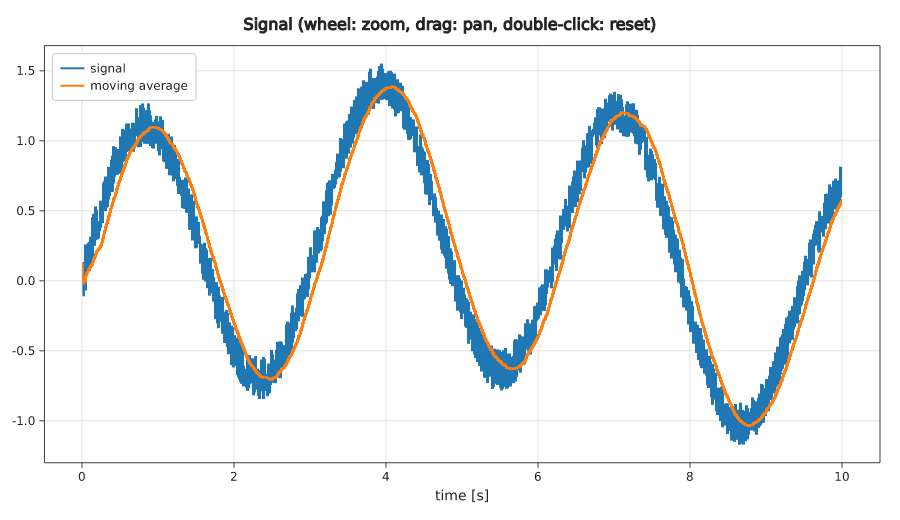 Signal (wheel: zoom, drag: pan, double-click: reset)
signal
moving average
1.5
1.0
0.5
0.0
-0.5
-1.0
0 2 4 6 8 10
time [s]